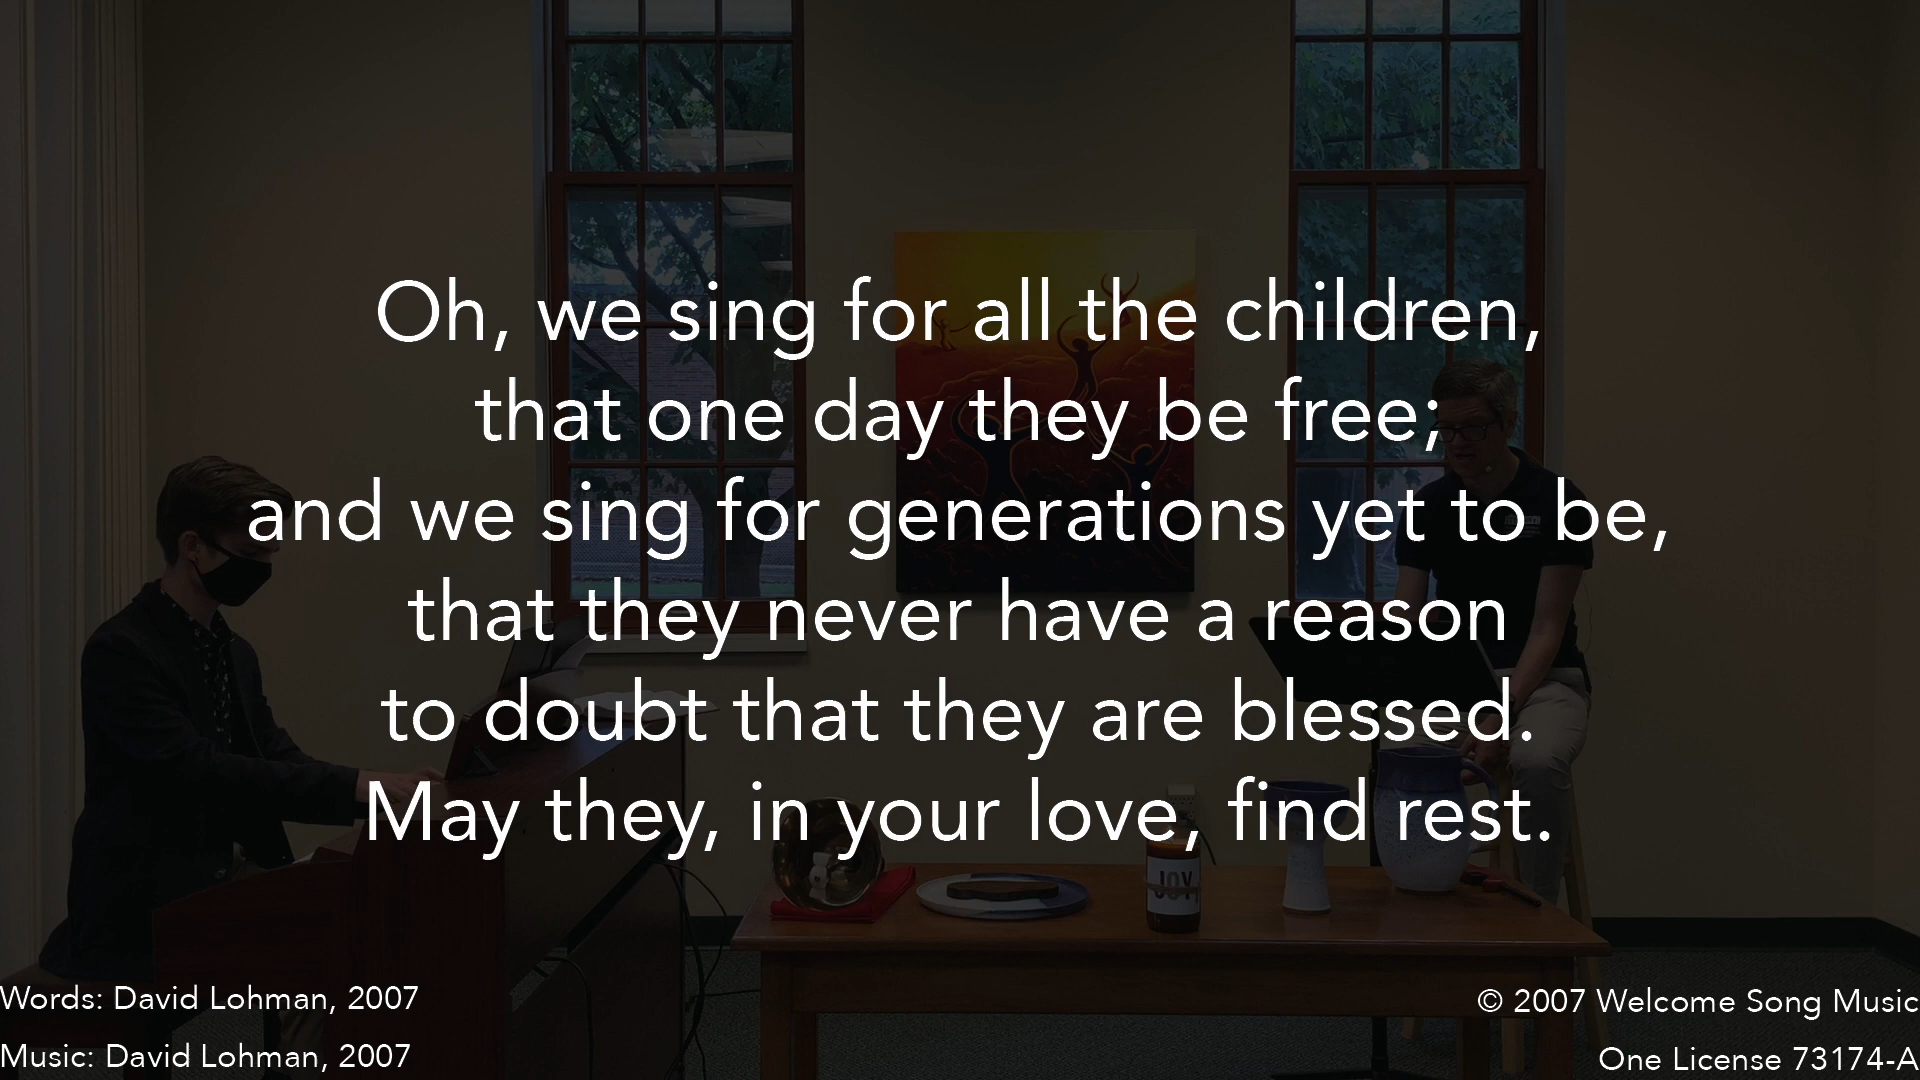 Oh, we sing for all the children,
that one day they be free;
and we sing for generations yet to be,
that they never have a reason
to doubt that they are blessed.
May they, in your love, find rest.
JOY
Words: David Lohman, 2007
Music: David Lohman, 2007
© 2007 Welcome Song Music
One License 73174-A